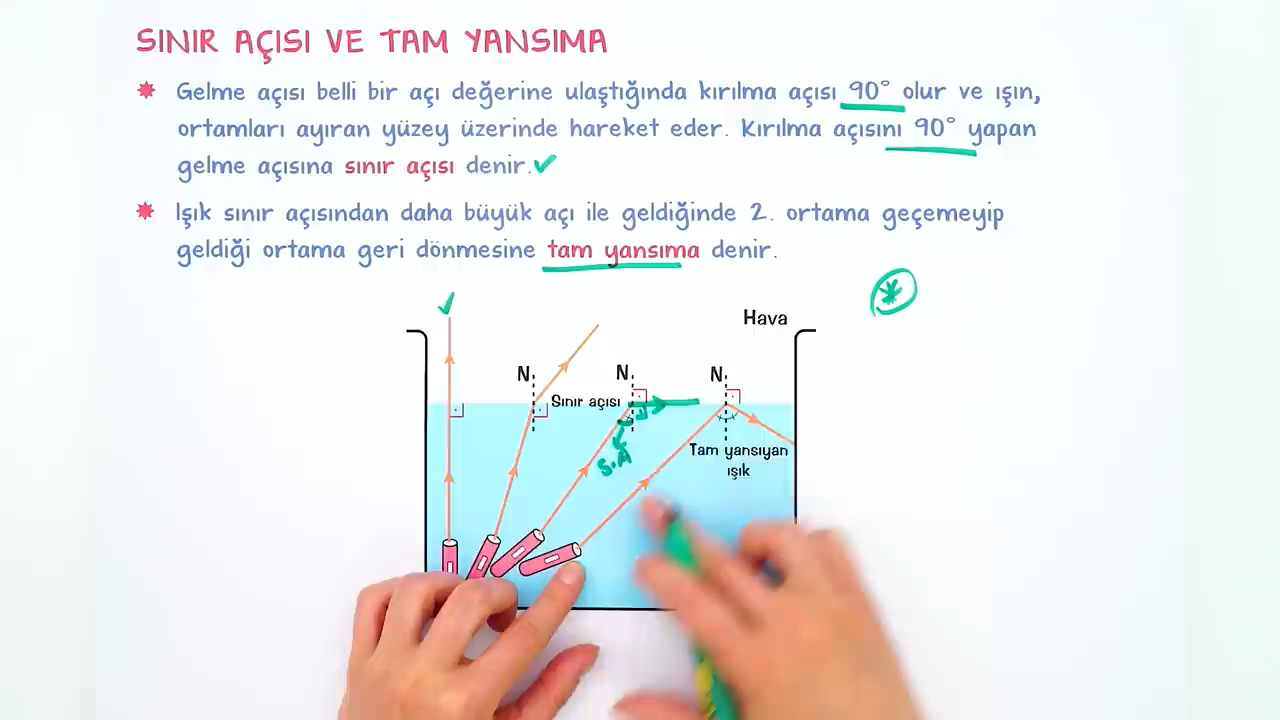 SINIR AÇISI VE TAM YANSIMA
Gelme açısı belli bir açı değerine ulaştığında kırılma açısı 90° olur ve ışın,
ortamları ayıran yüzey üzerinde hareket eder. Kırılma açısını 90° yapan
gelme açısına sınır açısı denir.
Işık sınır açısından daha büyük açı ile geldiğinde 2. ortama geçemeyip
geldiği ortama geri dönmesine tam yansıma denir.
Hava
N
N
N
Sınır açısı
S.A
Tam yansıyan
ışık